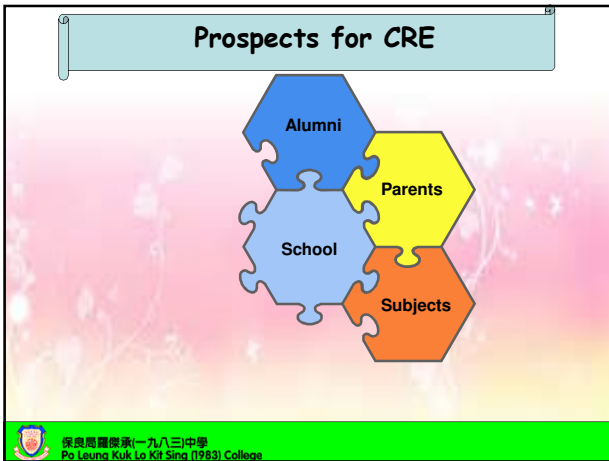 Prospects for CRE
Alumni
Parents
School
Subjects
保良局羅傑承(一九八三)中學
Po Leung Kuk Lo Kit Sing (1983) College